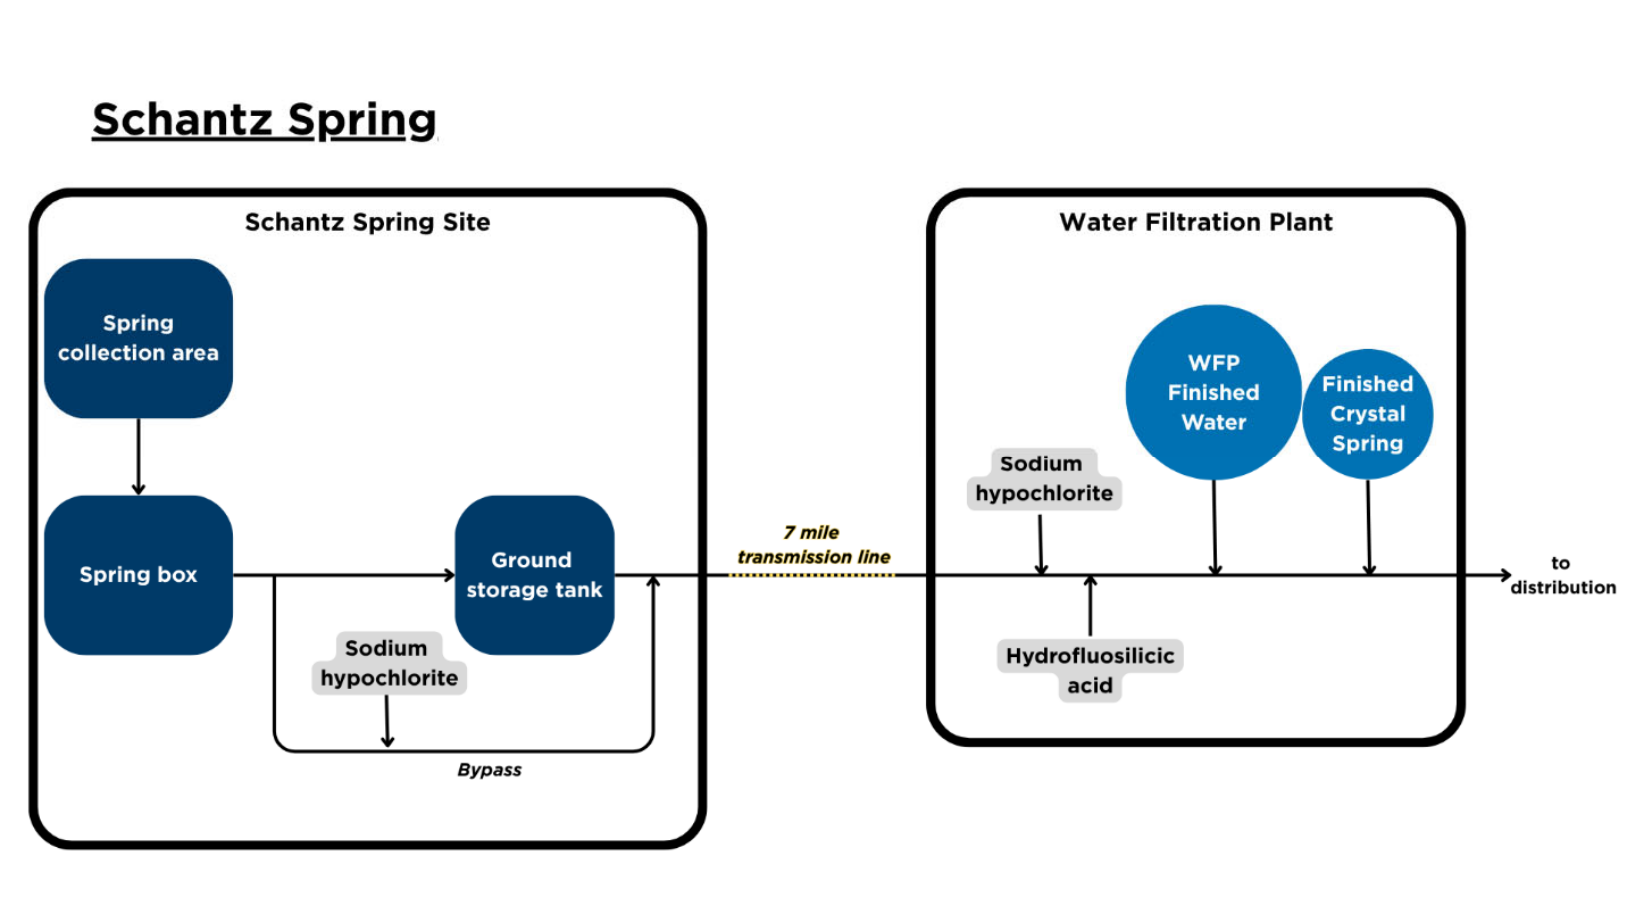 Schantz Spring
Schantz Spring Site
Spring
collection area
Spring box
Ground
storage tank
Sodium
hypochlorite
Bypass
7 mile
transmission line
Water Filtration Plant
WFP
Finished
Water
Finished
Crystal
Spring
Sodium
hypochlorite
Hydrofluosilicic
acid
to
distribution